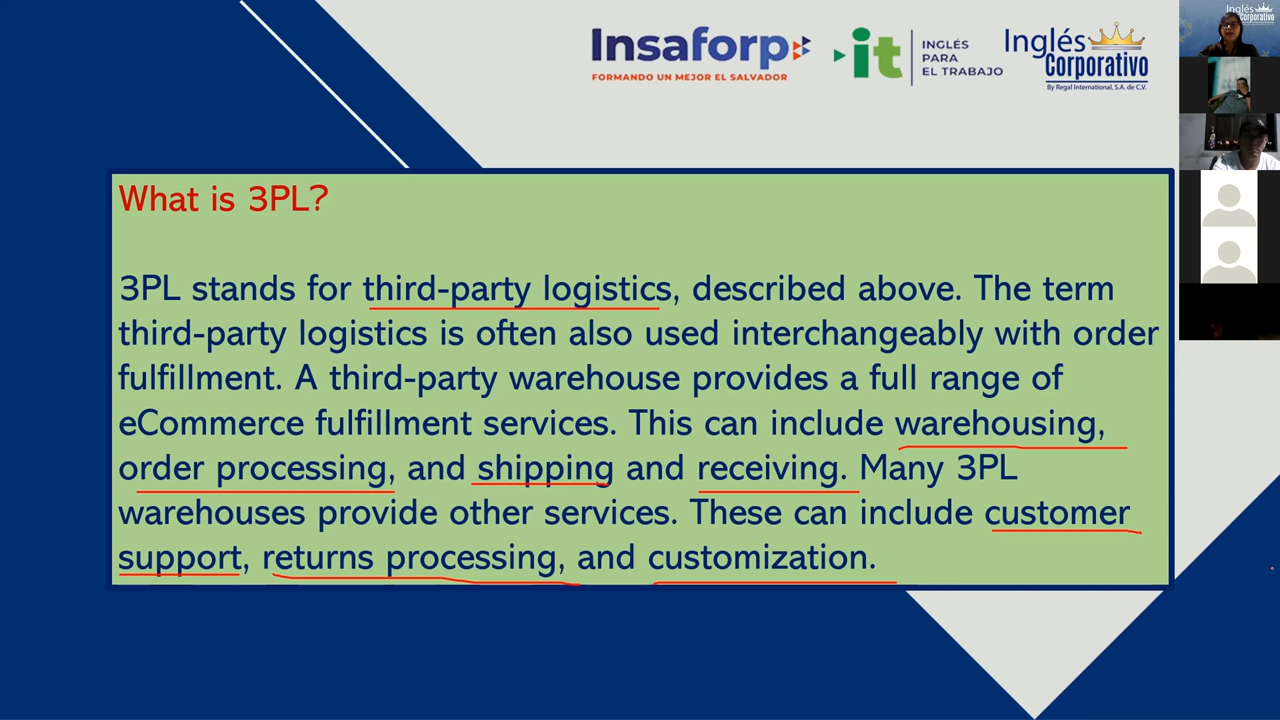 Insaforp
FORMANDO UN MEJOR EL SALVADOR
it
INGLÉS
PARA
EL TRABAJO
Inglés
Corporativo
By Regal International, S.A. de C.V.
Inglés
Corporativo
What is 3PL?
3PL stands for third-party logistics, described above. The term
third-party logistics is often also used interchangeably with order
fulfillment. A third-party warehouse provides a full range of
eCommerce fulfillment services. This can include warehousing,
order processing, and shipping and receiving. Many 3PL
warehouses provide other services. These can include customer
support, returns processing, and customization.